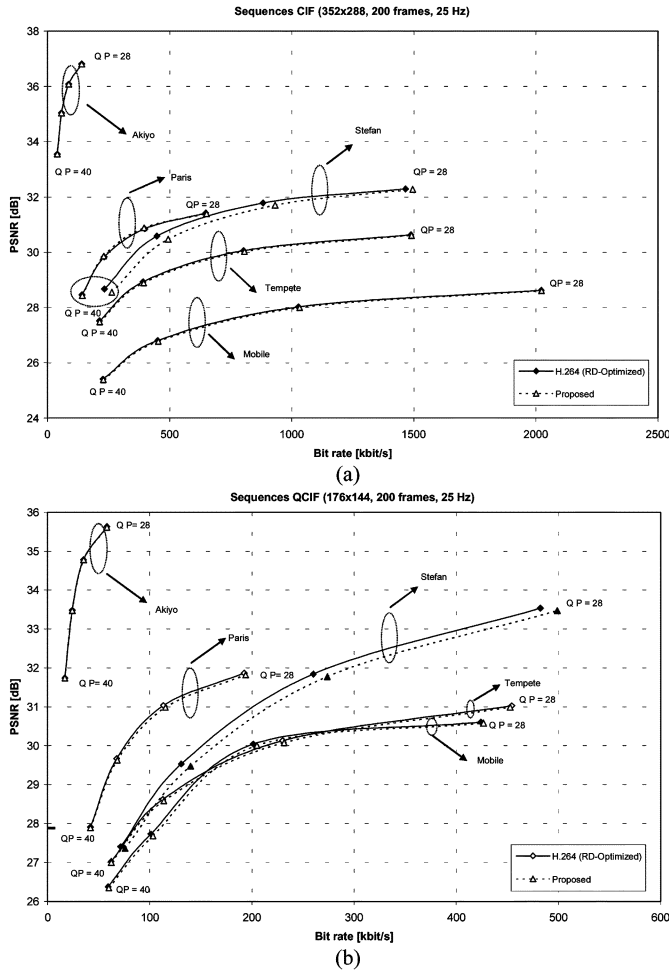 Sequences CIF (352x288, 200 frames, 25 Hz)
38
36
34
32
30
28
26
24
PSNR [dB]
Q P = 28
Akiyo
Q P = 40
Paris
Stefan
QP = 28
QP = 28
QP = 28
Tempete
Q P = 40
QP = 40
QP = 28
Mobile
QP = 40
H.264 (RD-Optimized)
Proposed
0
500
1000
1500
2000
2500
Bit rate [kbit/s]
(a)
Sequences QCIF (176x144, 200 frames, 25 Hz)
36
35
34
33
32
31
30
29
28
27
26
PSNR [dB]
Q P= 28
Akiyo
Q P= 40
Stefan
Q P = 28
Paris
Q P = 28
Tempete
Q P = 28
Q P = 28
Mobile
QP = 40
QP = 40
QP = 40
H.264 (RD-Optimized)
Proposed
0
100
200
300
400
500
600
Bit rate [kbit/s]
(b)